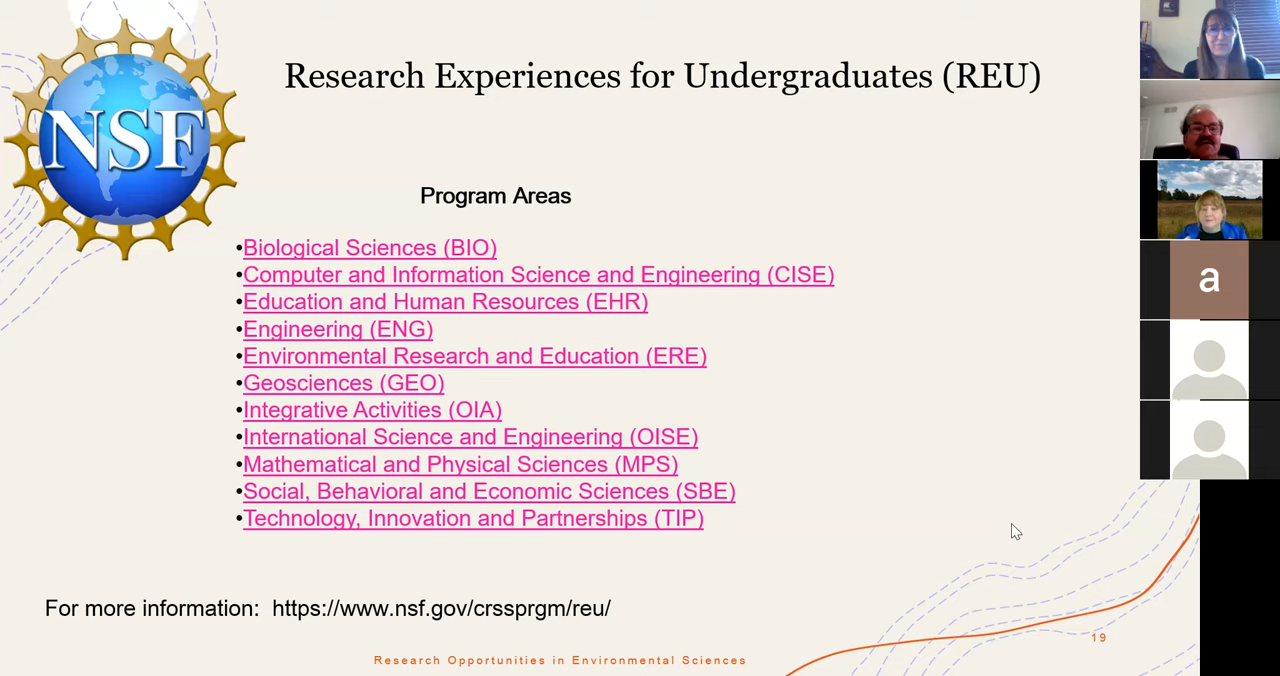 Research Experiences for Undergraduates (REU)
NSF
Program Areas
•Biological Sciences (BIO)
•Computer and Information Science and Engineering (CISE)
•Education and Human Resources (EHR)
•Engineering (ENG)
•Environmental Research and Education (ERE)
•Geosciences (GEO)
•Integrative Activities (OIA)
•International Science and Engineering (OISE)
•Mathematical and Physical Sciences (MPS)
•Social, Behavioral and Economic Sciences (SBE)
•Technology, Innovation and Partnerships (TIP)
For more information: https://www.nsf.gov/crssprgm/reu/
19
Research Opportunities in Environmental Sciences
a